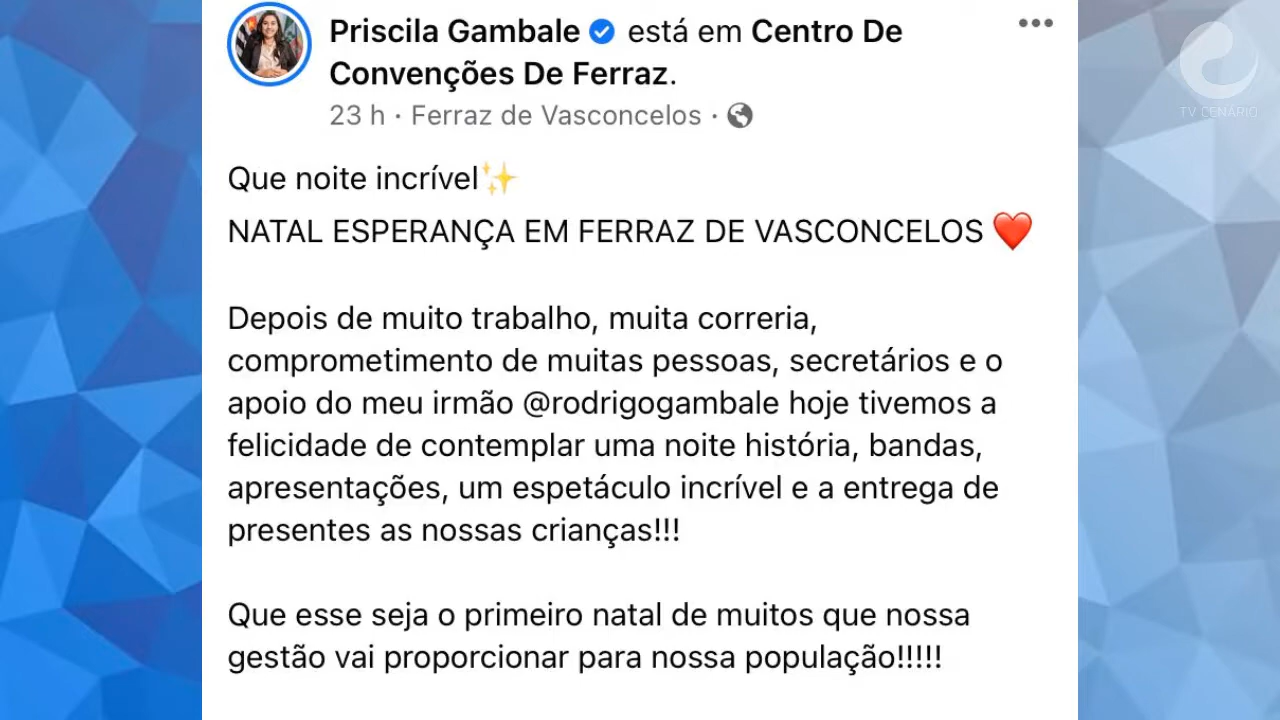 Priscila Gambale está em Centro De
Convenções De Ferraz.
23 h · Ferraz de Vasconcelos ·
TV CENÁRIO
Que noite incrível✨
NATAL ESPERANÇA EM FERRAZ DE VASCONCELOS ❤️
Depois de muito trabalho, muita correria,
comprometimento de muitas pessoas, secretários e o
apoio do meu irmão @rodrigogambale hoje tivemos a
felicidade de contemplar uma noite história, bandas,
apresentações, um espetáculo incrível e a entrega de
presentes as nossas crianças!!!
Que esse seja o primeiro natal de muitos que nossa
gestão vai proporcionar para nossa população!!!!!